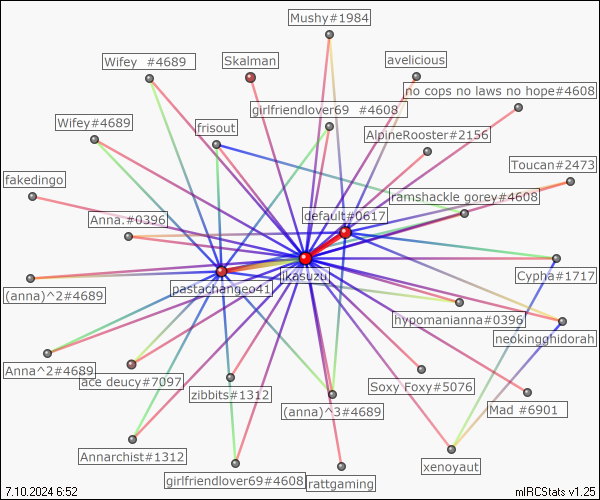 Mushy#1984
Wifey  #4689
Skalman
avelicious
no cops no laws no hope#4608
girlfriendlover69  #4608
Wifey#4689
frisout
AlpineRooster#2156
Toucan#2473
fakedingo
ramshackle gorey#4608
Anna.#0396
default#0617
Cypha#1717
ikasuzu
pastachangeo41
(anna)^2#4689
hypomanianna#0396
neokingghidorah
Anna^2#4689
ace deucy#7097
zibbits#1312
Soxy Foxy#5076
(anna)^3#4689
Mad #6901
Annarchist#1312
xenoyaut
girlfriendlover69#4608
rattgaming
7.10.2024 6:52
mIRCStats v1.25